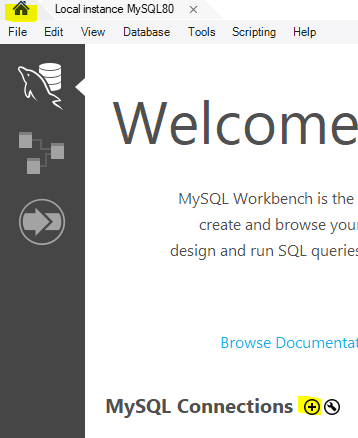 Local instance MySQL80
File Edit View Database Tools Scripting Help
Welcome
MySQL Workbench is the
create and browse your
design and run SQL queries
Browse Documentat
MySQL Connections